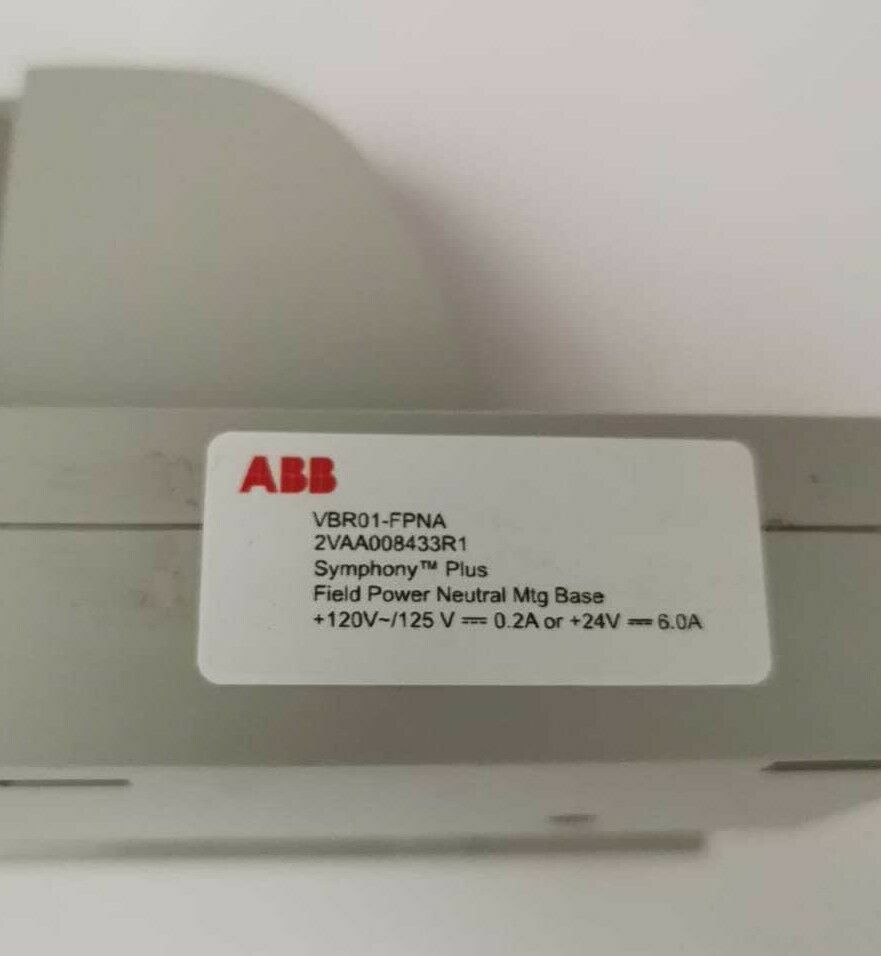 ABB
VBR01-FPNA
2VAA008433R1
Symphony™ Plus
Field Power Neutral Mtg Base
+120V~/125 V ⎓ 0.2A or +24V ⎓ 6.0A